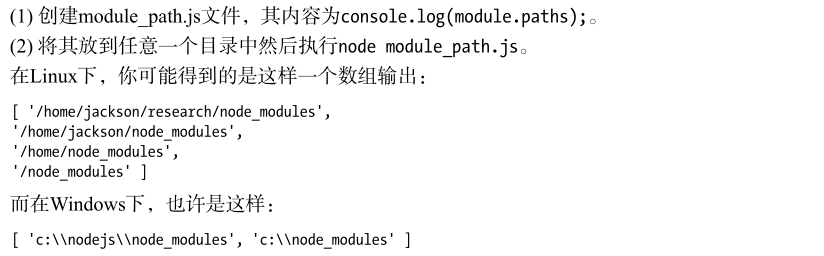 (1) 创建module_path.js文件，其内容为console.log(module.paths);。
(2) 将其放到任意一个目录中然后执行node module_path.js。
在Linux下，你可能得到的是这样一个数组输出：
[ '/home/jackson/research/node_modules',
'/home/jackson/node_modules',
'/home/node_modules',
'/node_modules' ]
而在Windows下，也许是这样：
[ 'c:\\nodejs\\node_modules', 'c:\\node_modules' ]